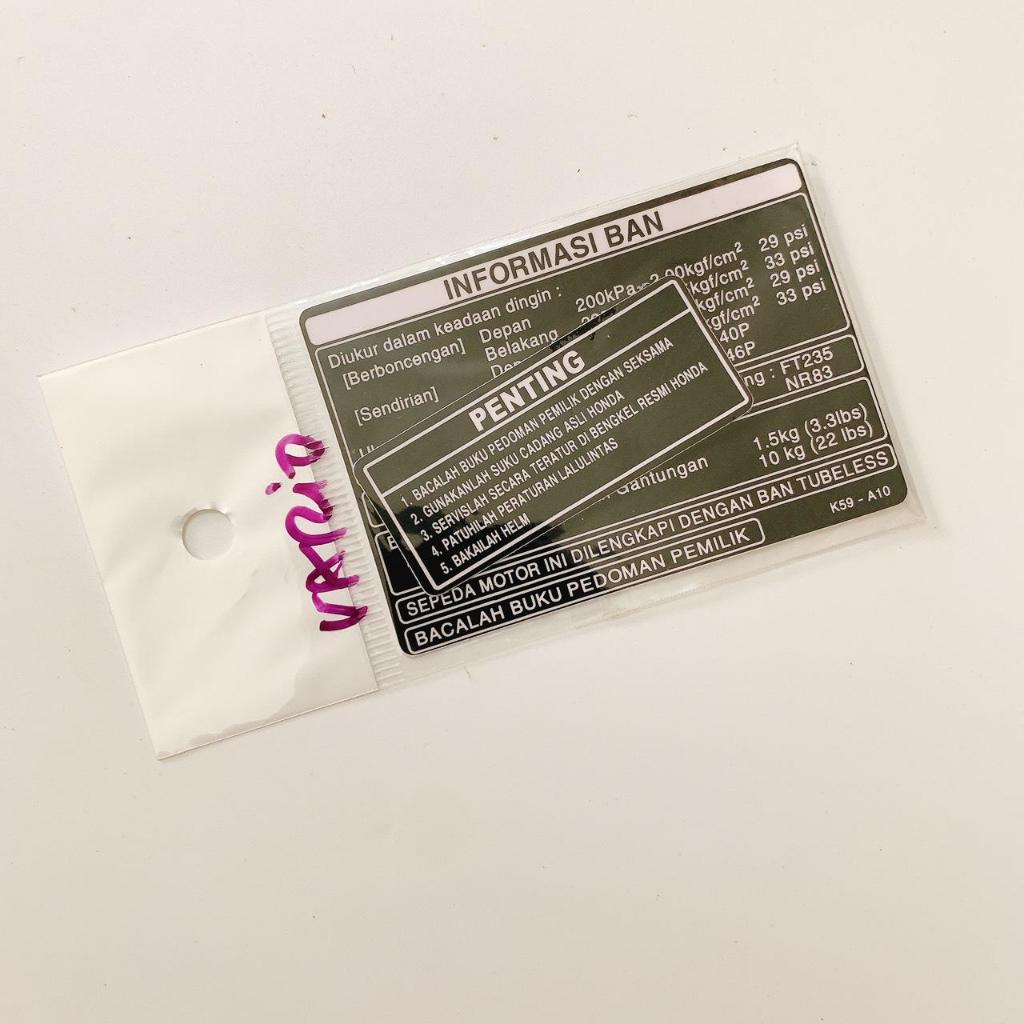 VARiO
INFORMASI BAN
Diukur dalam keadaan dingin :
[Berboncengan] Depan 200kPa 2.00kgf/cm² 29 psi
Belakang kgf/cm² 33 psi
[Sendirian] kgf/cm² 29 psi
kgf/cm² 33 psi
40P
46P
ng : FT235
NR83
1.5kg (3.3lbs)
Gantungan 10 kg (22 lbs)
SEPEDA MOTOR INI DILENGKAPI DENGAN BAN TUBELESS
BACALAH BUKU PEDOMAN PEMILIK
K59 - A10
PENTING
1. BACALAH BUKU PEDOMAN PEMILIK DENGAN SEKSAMA
2. GUNAKANLAH SUKU CADANG ASLI HONDA
3. SERVISLAH SECARA TERATUR DI BENGKEL RESMI HONDA
4. PATUHILAH PERATURAN LALULINTAS
5. BAKAILAH HELM